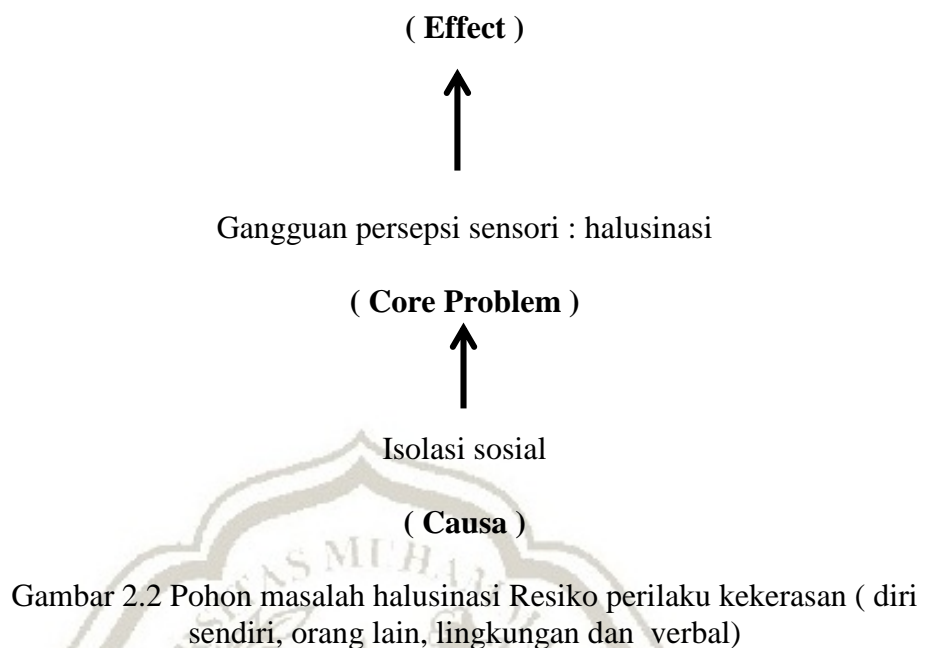 ( Effect )
Gangguan persepsi sensori : halusinasi
( Core Problem )
Isolasi sosial
( Causa )
Gambar 2.2 Pohon masalah halusinasi Resiko perilaku kekerasan ( diri
sendiri, orang lain, lingkungan dan verbal)